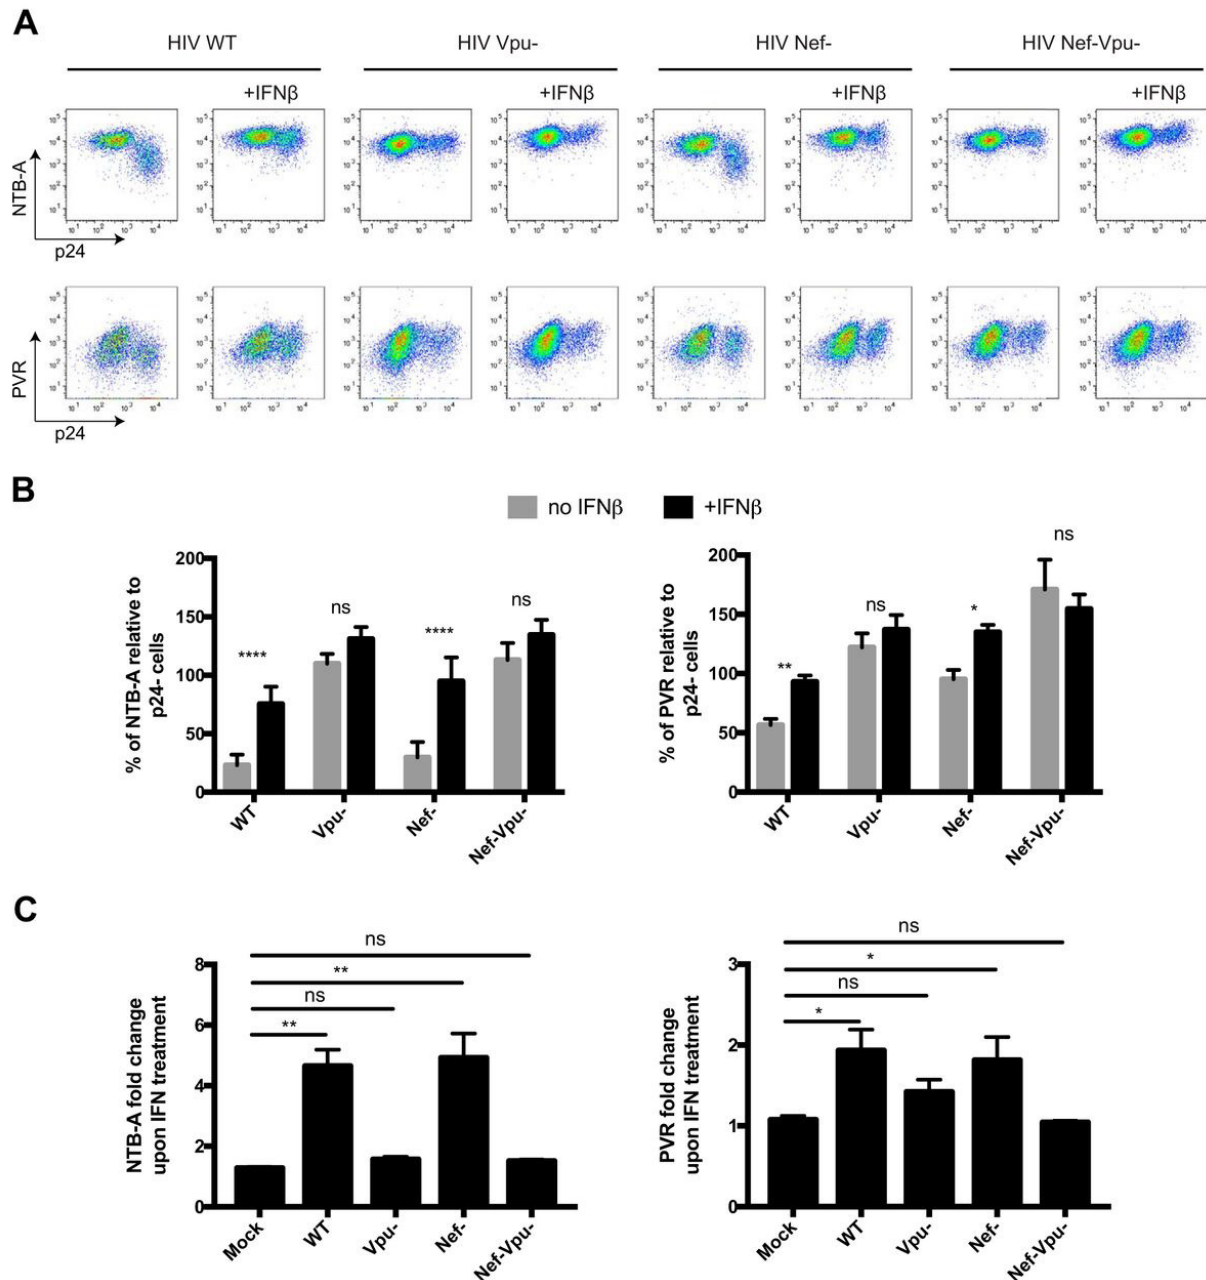 A
HIV WT HIV Vpu- HIV Nef- HIV Nef-Vpu-
+IFNβ +IFNβ +IFNβ +IFNβ
NTB-A
p24
PVR
p24
B
no IFNβ +IFNβ
% of NTB-A relative to
p24- cells
200
150
100
50
0
**** ns **** ns
WT Vpu- Nef- Nef-Vpu-
% of PVR relative to
p24- cells
200
150
100
50
0
** ns * ns
WT Vpu- Nef- Nef-Vpu-
C
NTB-A fold change
upon IFN treatment
8
6
4
2
0
ns
**
ns
**
Mock WT Vpu- Nef- Nef-Vpu-
PVR fold change
upon IFN treatment
3
2
1
0
ns
*
ns
*
Mock WT Vpu- Nef- Nef-Vpu-